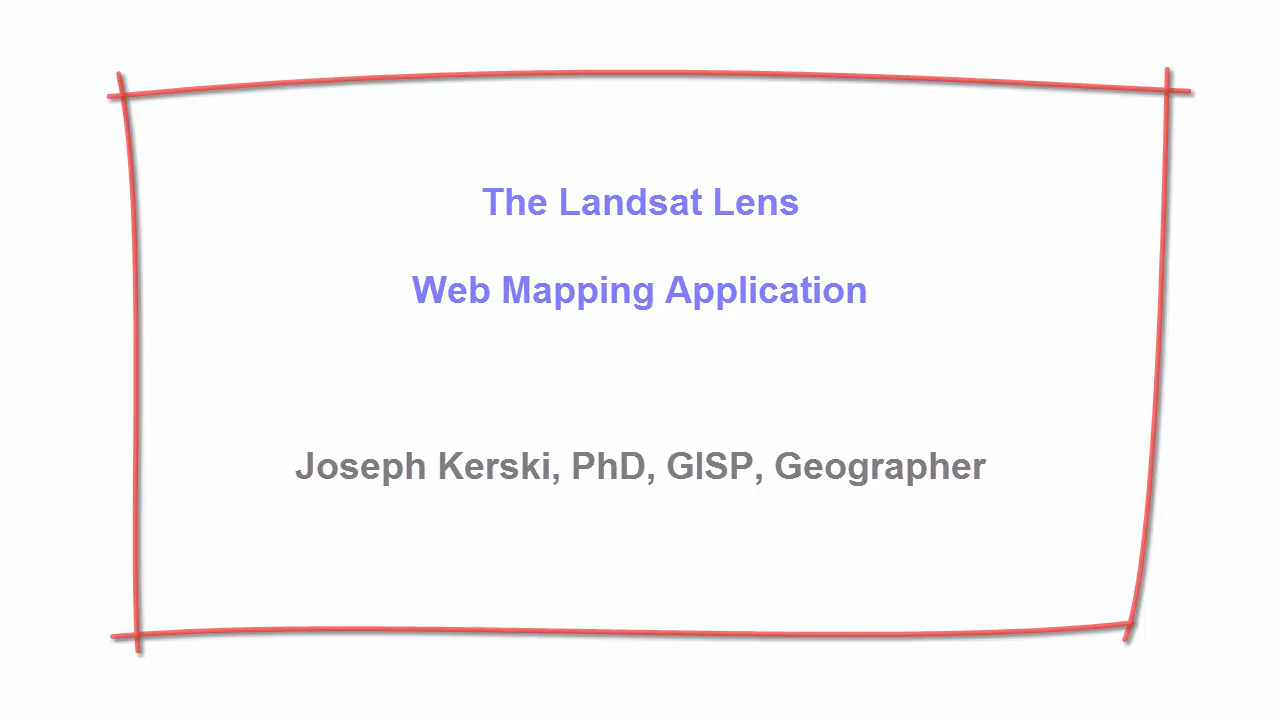 The Landsat Lens
Web Mapping Application
Joseph Kerski, PhD, GISP, Geographer